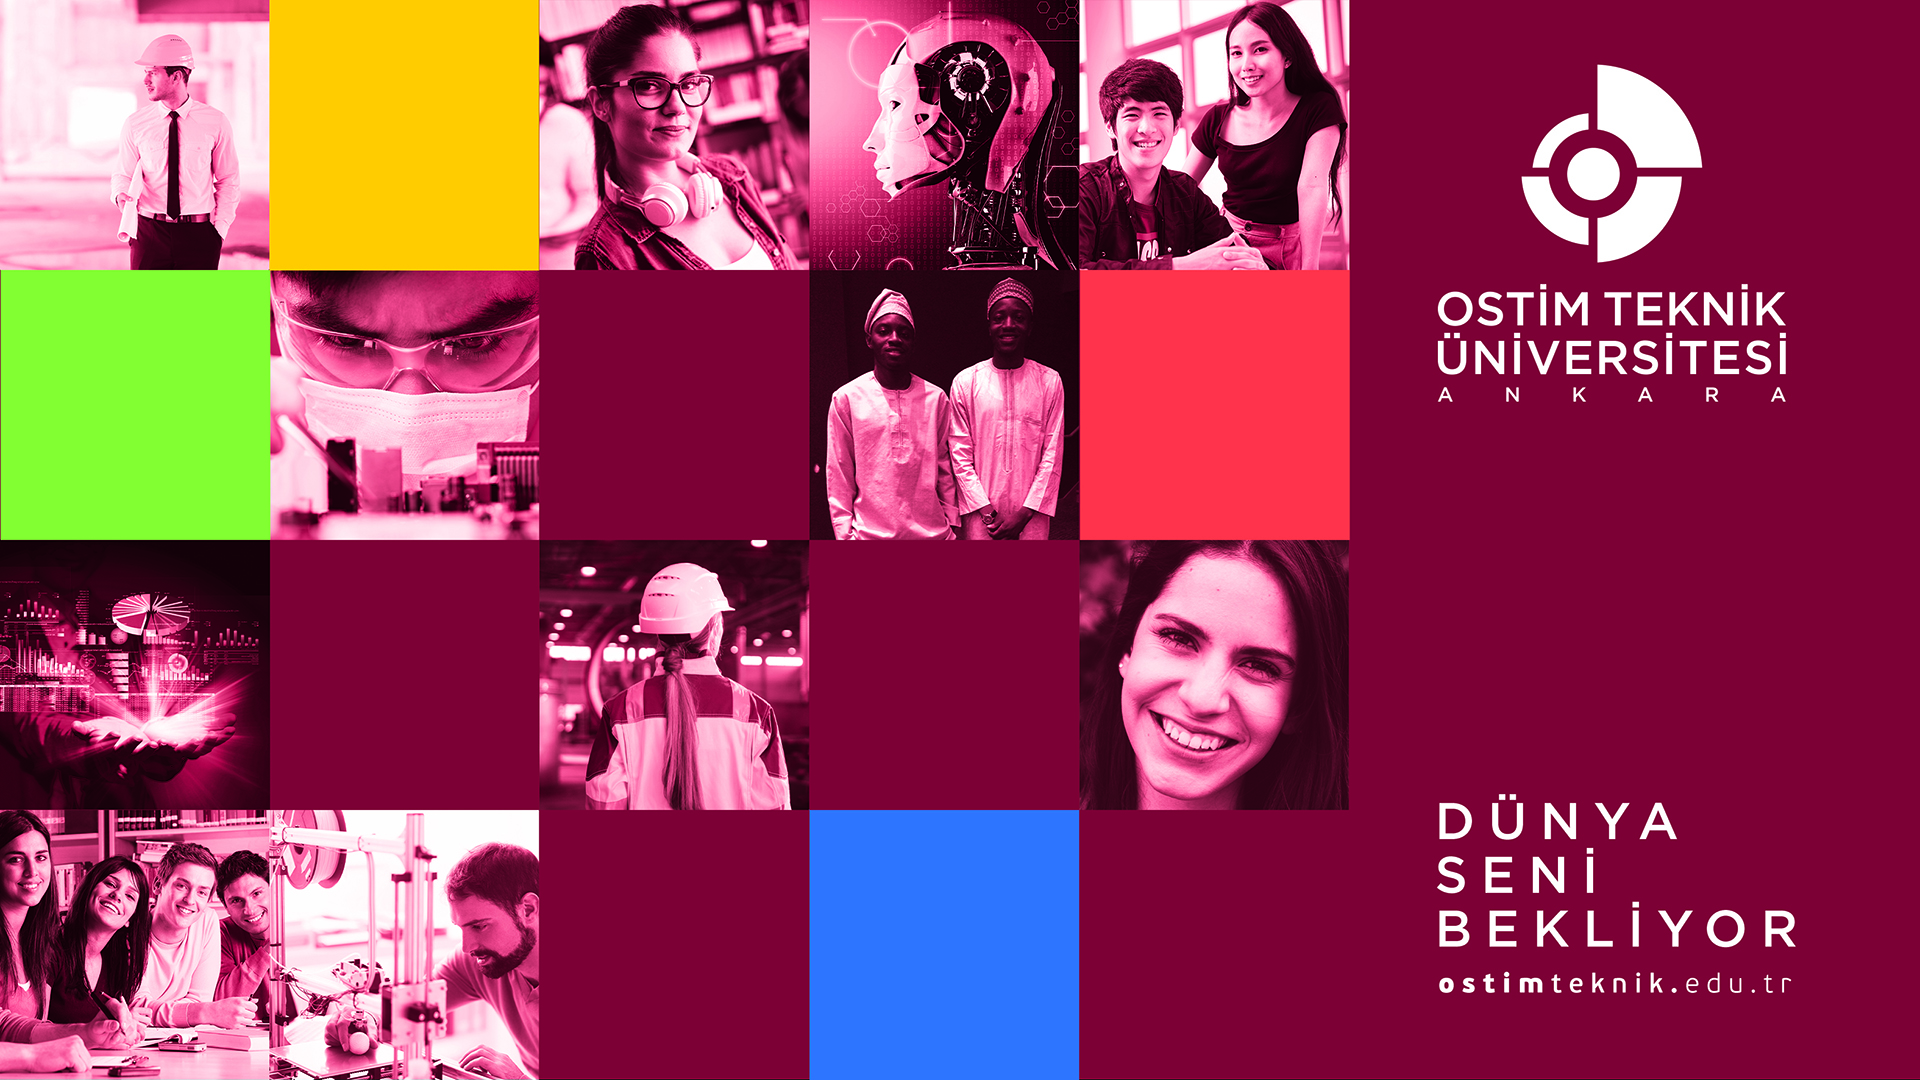 OSTİM TEKNİK
ÜNİVERSİTESİ
ANKARA
DÜNYA
SENİ
BEKLİYOR
ostimteknik.edu.tr